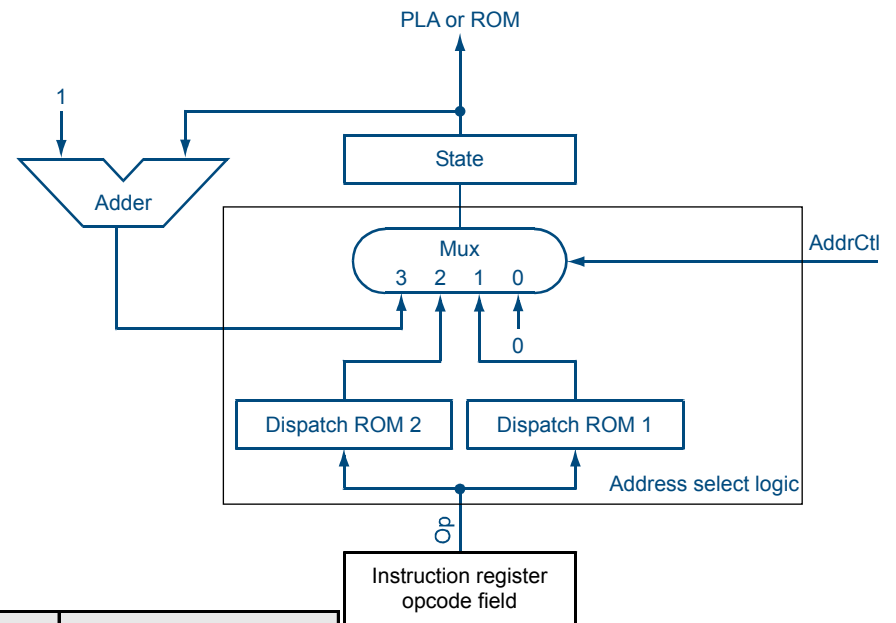 PLA or ROM
1
State
Adder
Mux
AddrCtl
3 2 1 0
0
Dispatch ROM 2
Dispatch ROM 1
Address select logic
Op
Instruction register
opcode field